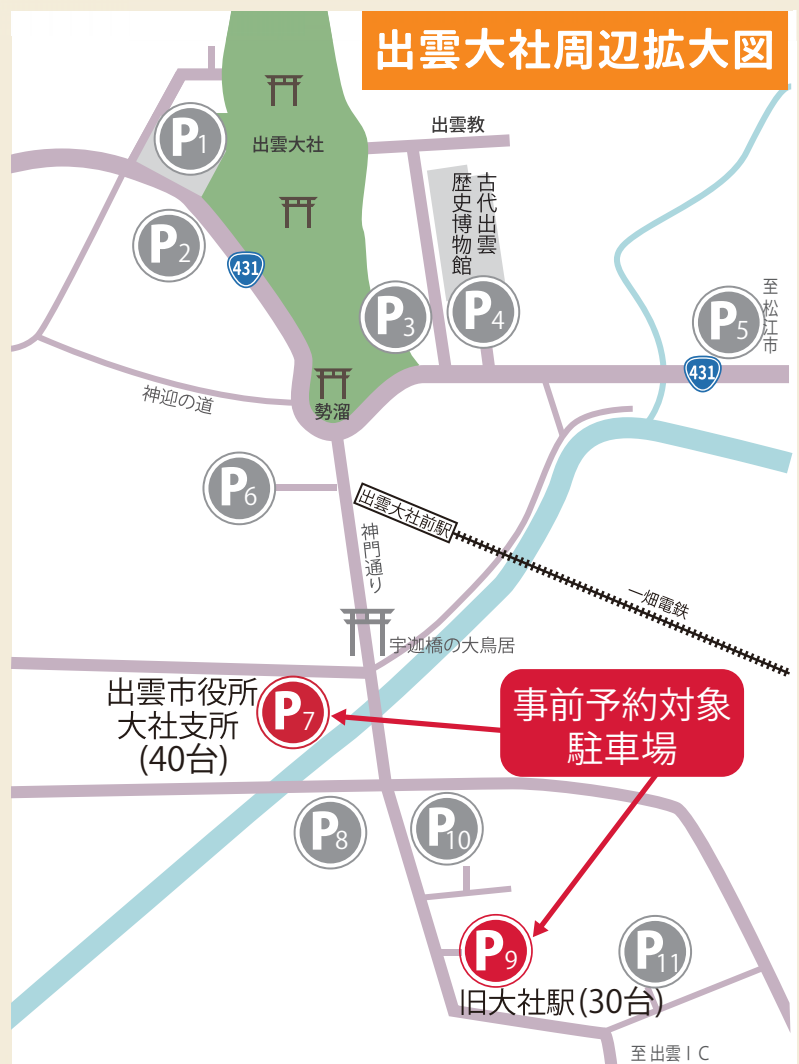 出雲大社周辺拡大図
P1
出雲大社
出雲教
古代出雲
歴史博物館
P2
431
P3
P4
P5
至松江市
431
神迎の道
勢溜
P6
出雲大社前駅
神門通り
一畑電鉄
宇迦橋の大鳥居
出雲市役所
大社支所
(40台)
P7
事前予約対象
駐車場
P8
P10
P9
P11
旧大社駅(30台)
至出雲IC